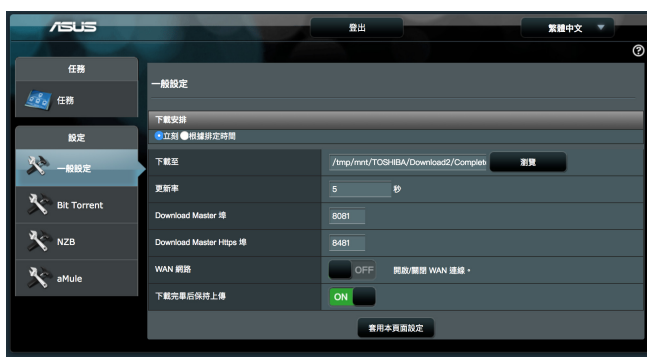 ASUS
登出
繁體中文
任務
任務
設定
一般設定
Bit Torrent
NZB
aMule
一般設定
下載安排
立刻 根據排定時間
下載至 /tmp/mnt/TOSHIBA/Download2/Complet 瀏覽
更新率 5 秒
Download Master 埠 8081
Download Master Https 埠 8481
WAN 網路 OFF 開啟/關閉 WAN 連線。
下載完畢后保持上傳 ON
套用本頁面設定